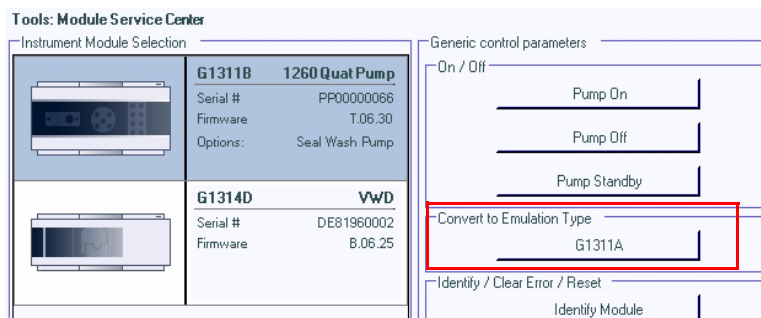 Tools: Module Service Center
Instrument Module Selection
G1311B 1260 Quat Pump
Serial # PP00000066
Firmware T.06.30
Options: Seal Wash Pump
G1314D VWD
Serial # DE81960002
Firmware B.06.25
Generic control parameters
On / Off
Pump On
Pump Off
Pump Standby
Convert to Emulation Type
G1311A
Identify / Clear Error / Reset
Identify Module